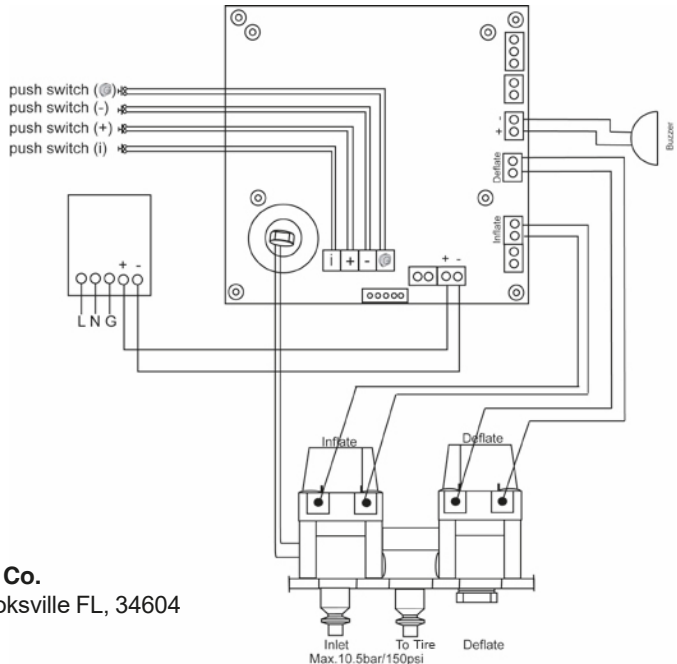 push switch (@)
push switch (-)
push switch (+)
push switch (i)
- +
Buzzer
Deflate
Inflate
i + - @
+ -
+ -
L N G
Inflate
Deflate
Co.
oksville FL, 34604
Inlet
To Tire
Deflate
Max.10.5bar/150psi